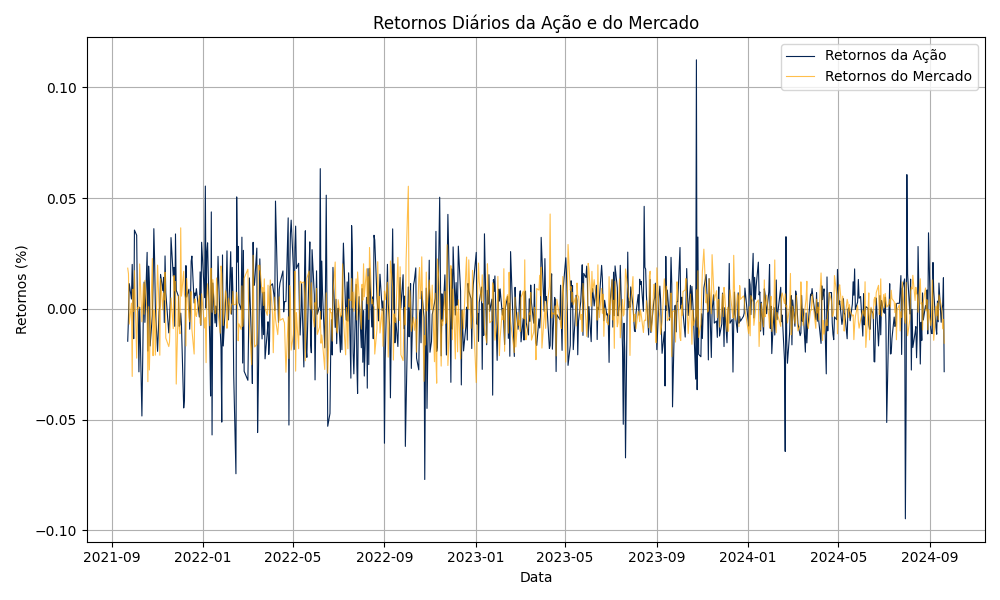 Retornos Diários da Ação e do Mercado
Retornos da Ação
Retornos do Mercado
Retornos (%)
0.10
0.05
0.00
−0.05
−0.10
2021-09 2022-01 2022-05 2022-09 2023-01 2023-05 2023-09 2024-01 2024-05 2024-09
Data